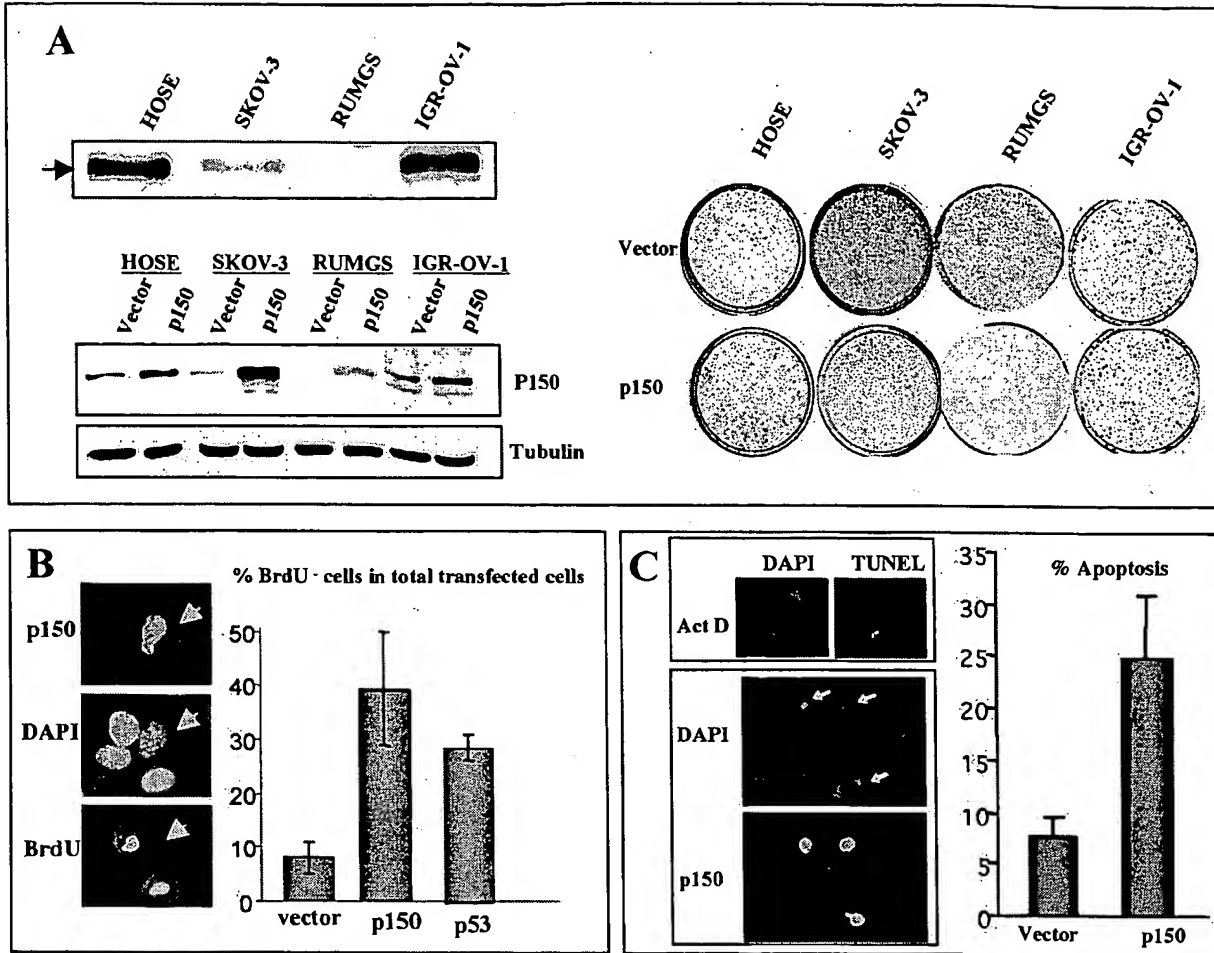 A
HOSE SKOV-3 RUMGS IGR-OV-1
HOSE SKOV-3 RUMGS IGR-OV-1
Vector p150 Vector p150 Vector p150 Vector p150
P150
Tubulin
HOSE SKOV-3 RUMGS IGR-OV-1
Vector
p150
B
% BrdU - cells in total transfected cells
p150
DAPI
BrdU
50
40
30
20
10
0
vector p150 p53
C
DAPI TUNEL
Act D
DAPI
p150
% Apoptosis
35
30
25
20
15
10
5
0
Vector p150